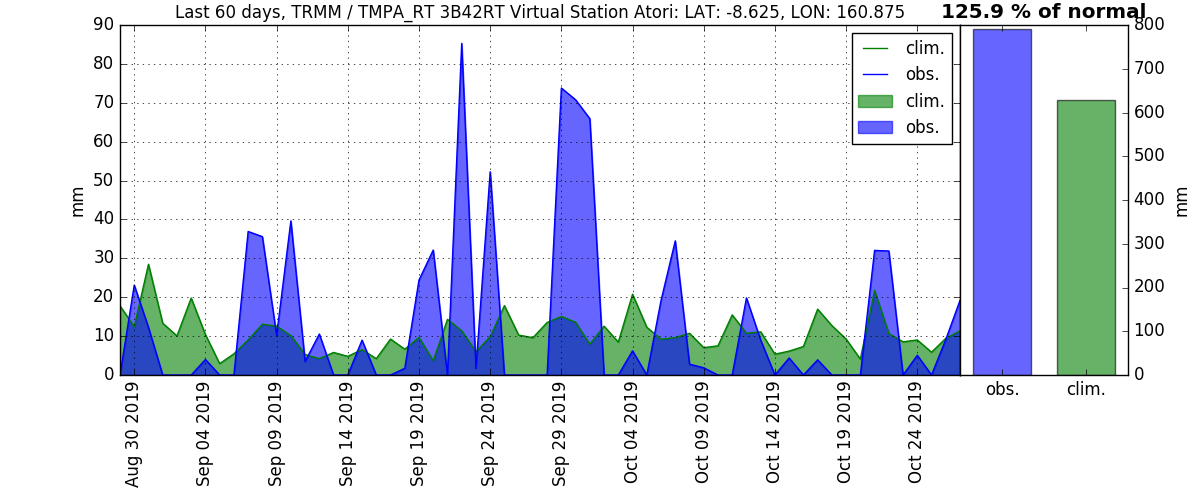 Last 60 days, TRMM / TMPA_RT 3B42RT Virtual Station Atori: LAT: -8.625, LON: 160.875
125.9 % of normal
90
80
70
60
50
40
30
20
10
0
mm
clim.
obs.
clim.
obs.
Aug 30 2019
Sep 04 2019
Sep 09 2019
Sep 14 2019
Sep 19 2019
Sep 24 2019
Sep 29 2019
Oct 04 2019
Oct 09 2019
Oct 14 2019
Oct 19 2019
Oct 24 2019
800
700
600
500
400
300
200
100
0
mm
obs. clim.